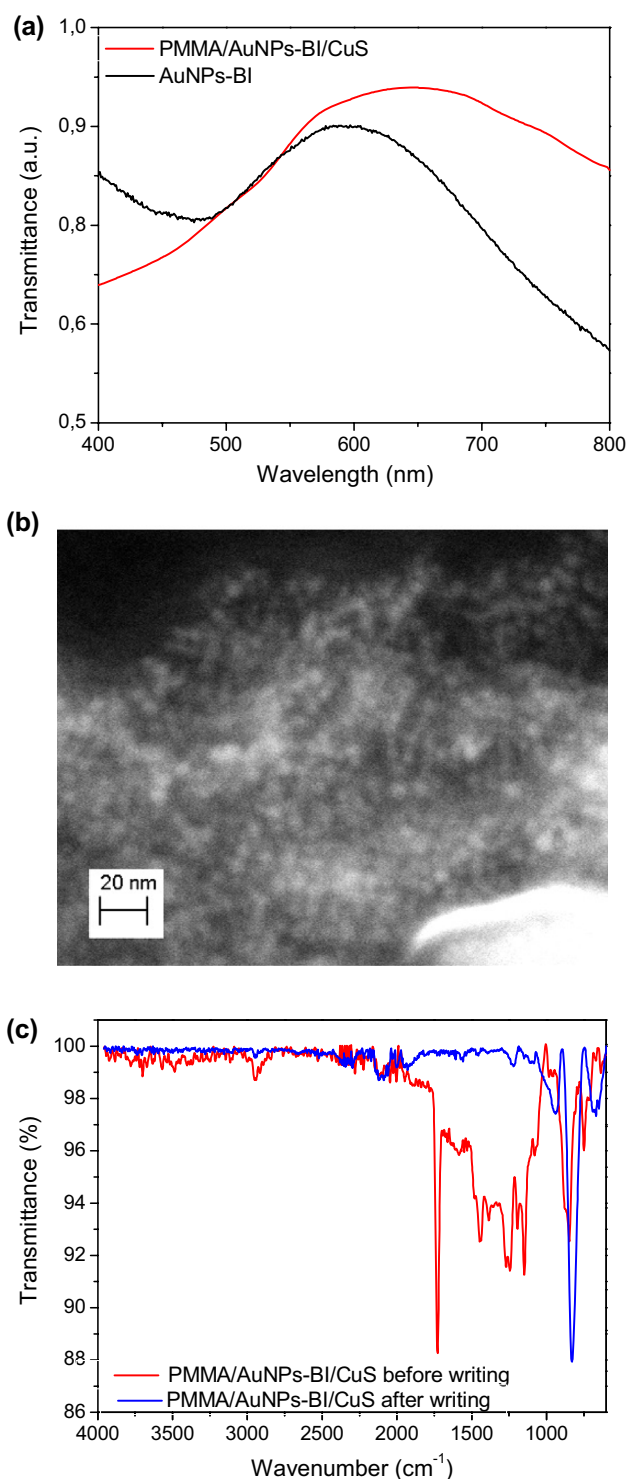 (a)
1,0
0,9
0,8
0,6
0,5
Transmittance (a.u.)
PMMA/AuNPs-BI/CuS
AuNPs-BI
400 500 600 700 800
Wavelength (nm)
(b)
20 nm
(c)
100
98
96
94
92
90
88
86
Transmittance (%)
PMMA/AuNPs-BI/CuS before writing
PMMA/AuNPs-BI/CuS after writing
4000 3500 3000 2500 2000 1500 1000
Wavenumber (cm⁻¹)